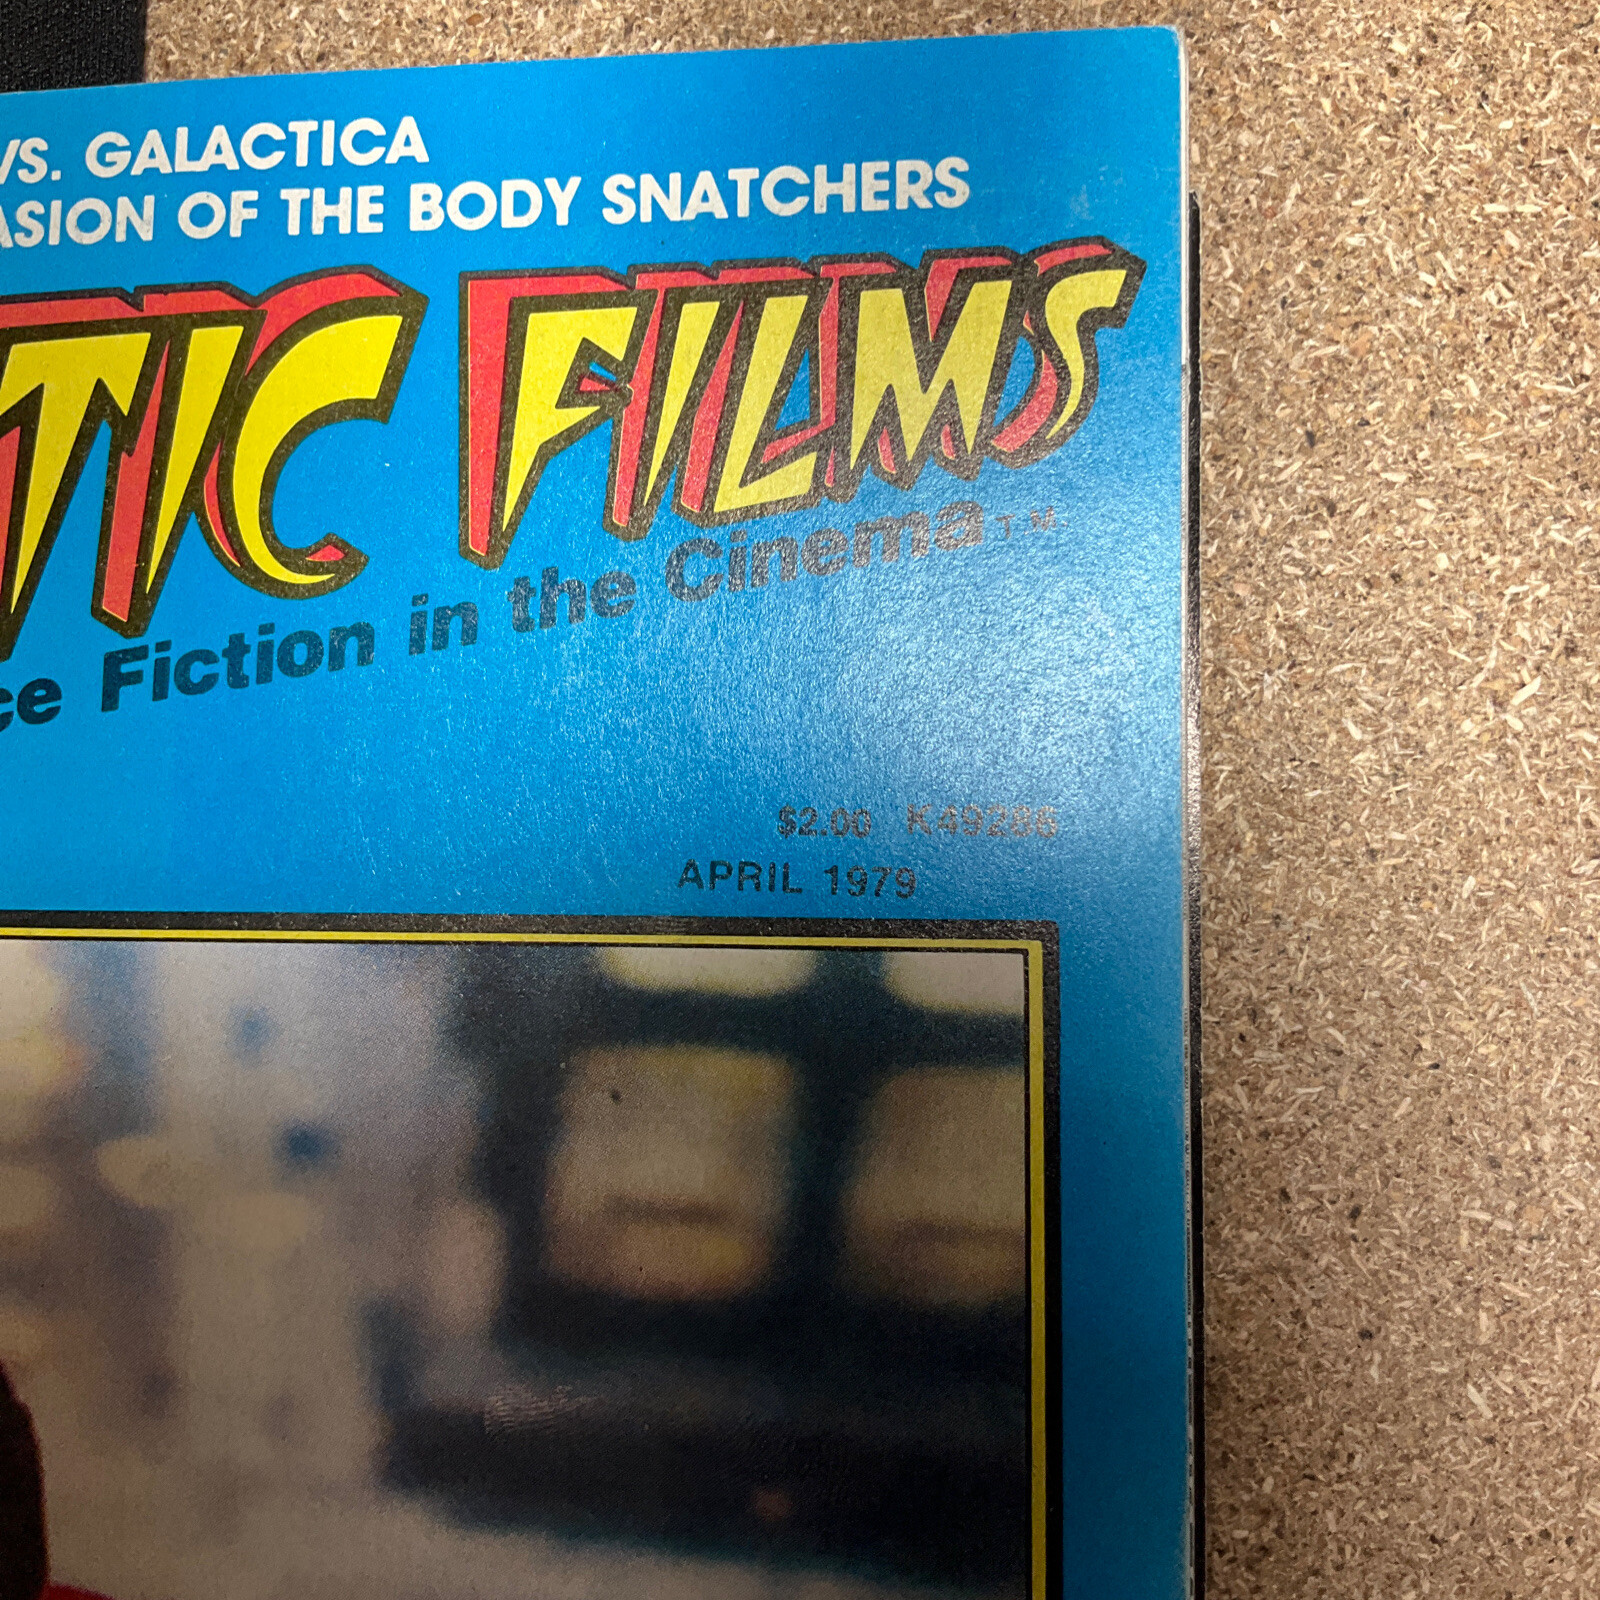 VS. GALACTICA
ASION OF THE BODY SNATCHERS
TIC FILMS
ce Fiction in the Cinema T.M.
$2.00 K49286
APRIL 1979